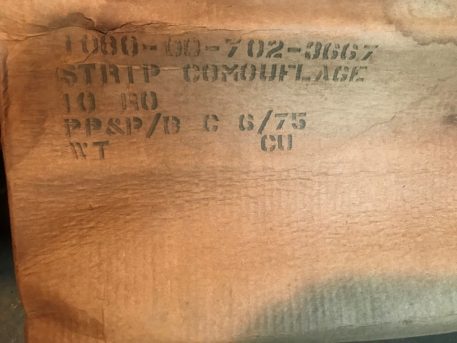 1080-00-702-3667
STRIP COMOUFLAGE
10 RO
PP&P/B C 6/75
WT CU